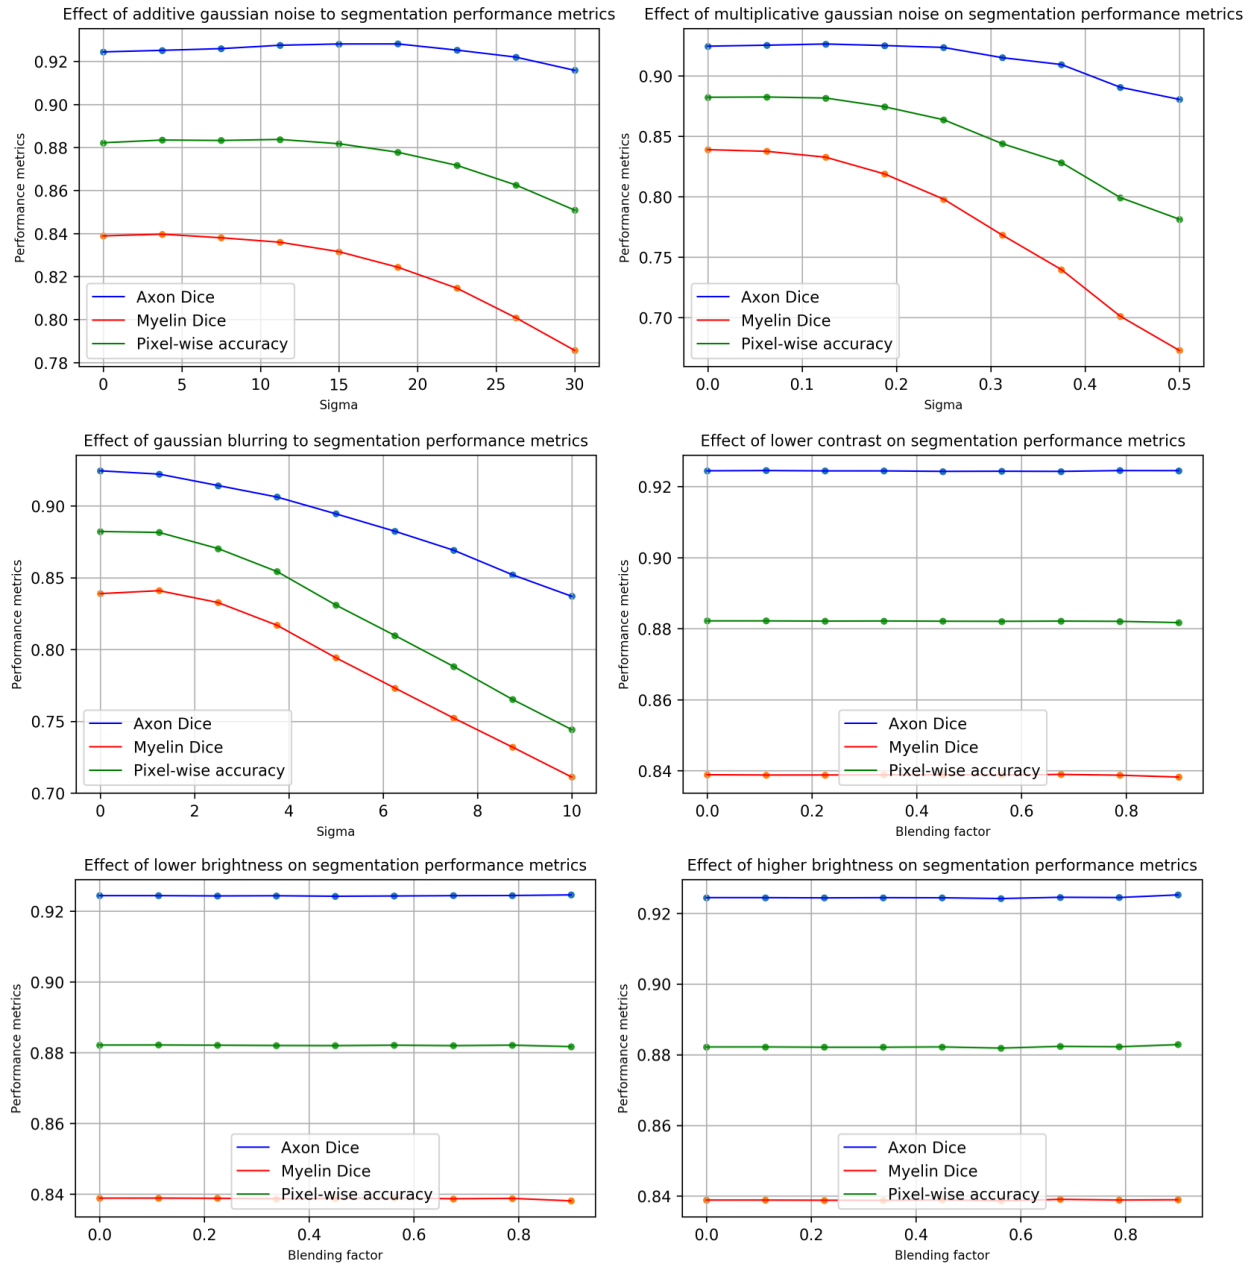 Effect of additive gaussian noise to segmentation performance metrics
Performance metrics
0.92
0.90
0.88
0.86
0.84
0.82
0.80
0.78
Axon Dice
Myelin Dice
Pixel-wise accuracy
0 5 10 15 20 25 30
Sigma
Effect of multiplicative gaussian noise on segmentation performance metrics
Performance metrics
0.90
0.85
0.80
0.75
0.70
Axon Dice
Myelin Dice
Pixel-wise accuracy
0.0 0.1 0.2 0.3 0.4 0.5
Sigma
Effect of gaussian blurring to segmentation performance metrics
Performance metrics
0.90
0.85
0.80
0.75
0.70
Axon Dice
Myelin Dice
Pixel-wise accuracy
0 2 4 6 8 10
Sigma
Effect of lower contrast on segmentation performance metrics
Performance metrics
0.92
0.90
0.88
0.86
0.84
Axon Dice
Myelin Dice
Pixel-wise accuracy
0.0 0.2 0.4 0.6 0.8
Blending factor
Effect of lower brightness on segmentation performance metrics
Performance metrics
0.92
0.90
0.88
0.86
0.84
Axon Dice
Myelin Dice
Pixel-wise accuracy
0.0 0.2 0.4 0.6 0.8
Blending factor
Effect of higher brightness on segmentation performance metrics
Performance metrics
0.92
0.90
0.88
0.86
0.84
Axon Dice
Myelin Dice
Pixel-wise accuracy
0.0 0.2 0.4 0.6 0.8
Blending factor